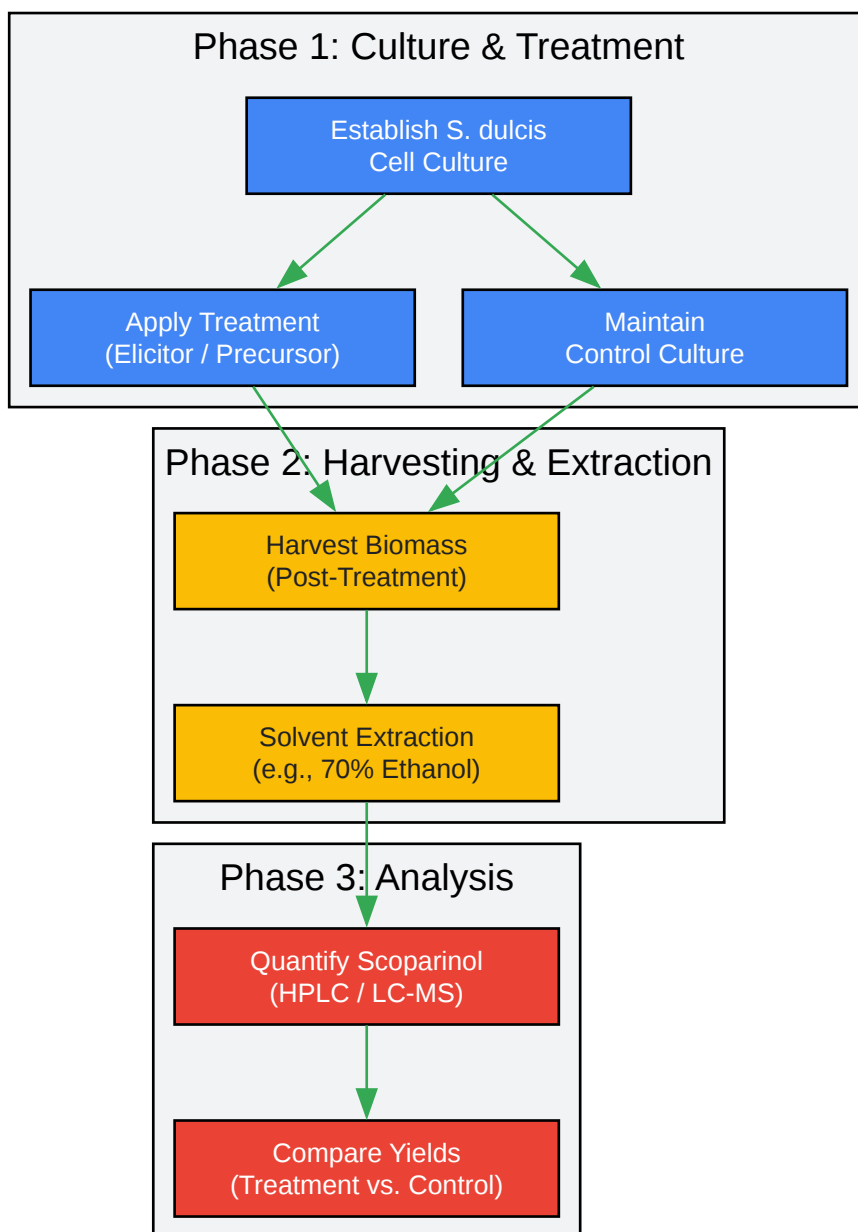 Phase 1: Culture & Treatment
Establish S. dulcis
Cell Culture
Apply Treatment
(Elicitor / Precursor)
Maintain
Control Culture
Phase 2: Harvesting & Extraction
Harvest Biomass
(Post-Treatment)
Solvent Extraction
(e.g., 70% Ethanol)
Phase 3: Analysis
Quantify Scoparinol
(HPLC / LC-MS)
Compare Yields
(Treatment vs. Control)